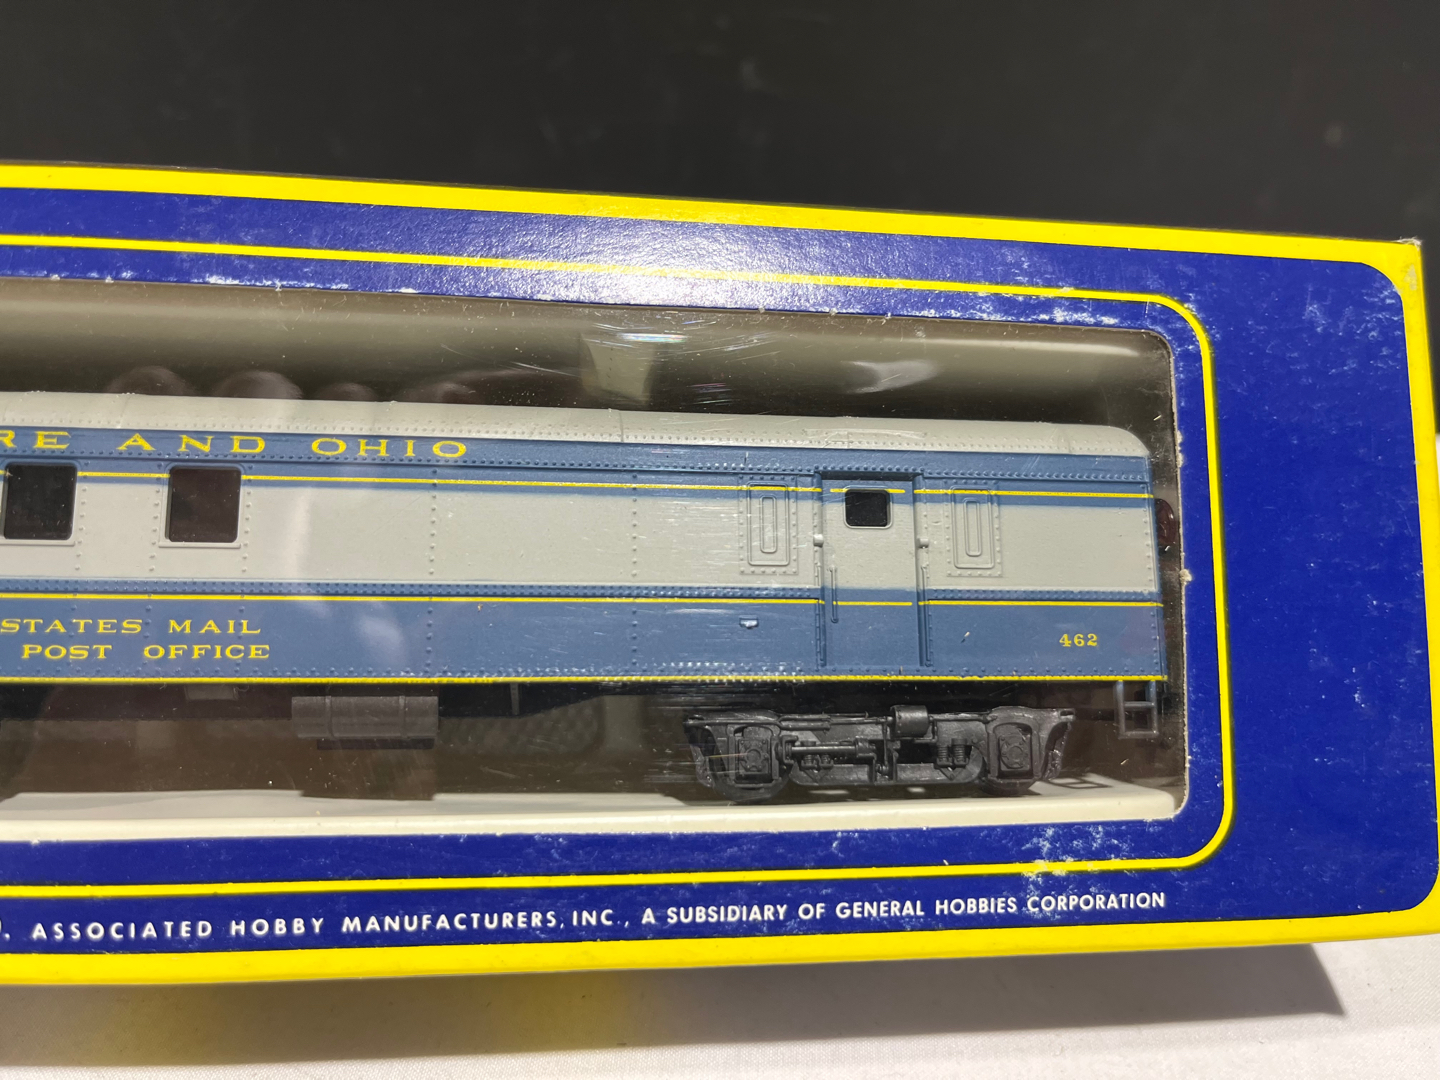 RE AND OHIO
STATES MAIL
POST OFFICE
462
. ASSOCIATED HOBBY MANUFACTURERS, INC., A SUBSIDIARY OF GENERAL HOBBIES CORPORATION